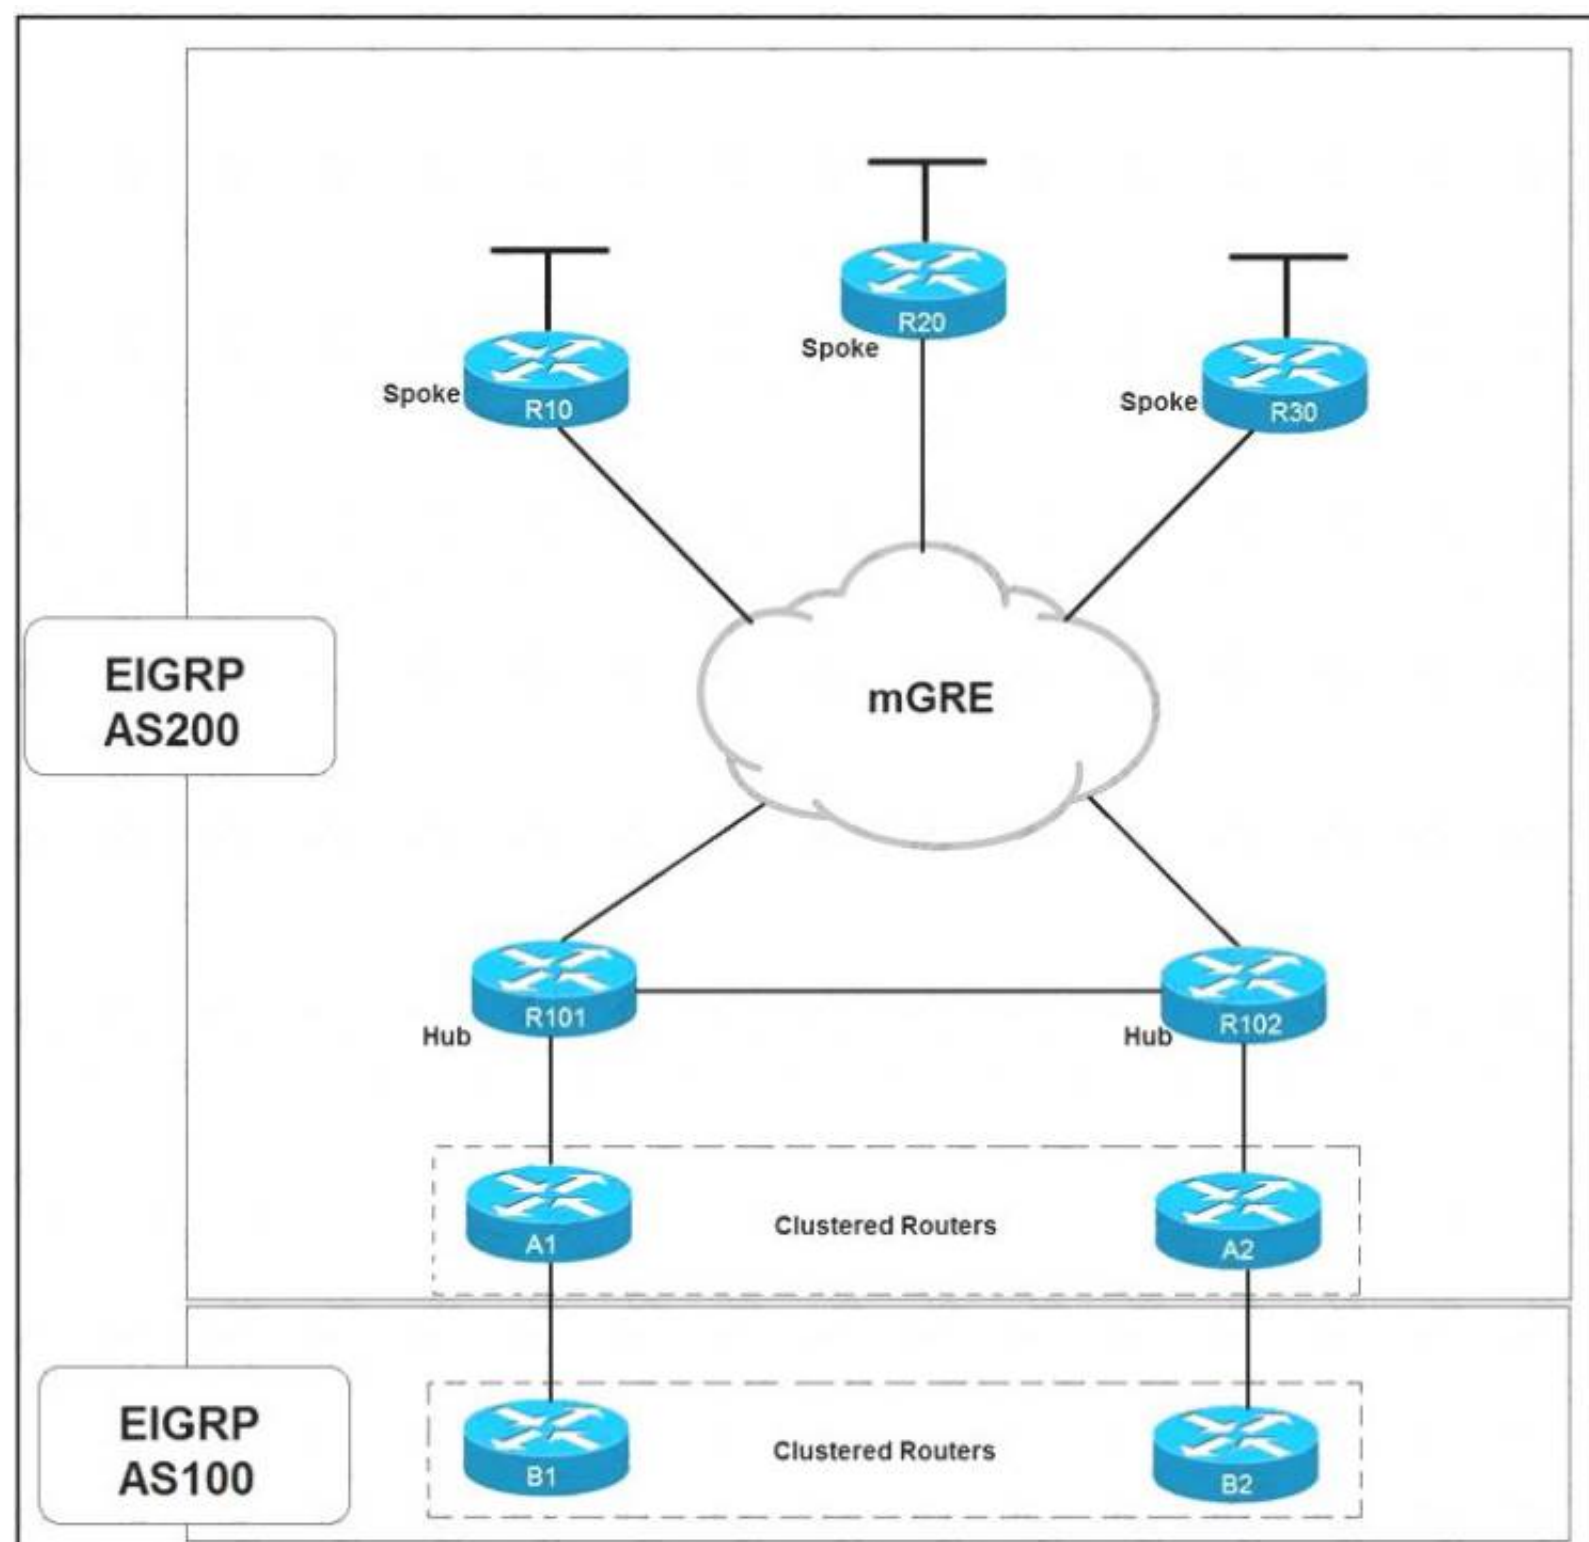 R20
Spoke
R10
Spoke
R30
Spoke
EIGRP
AS200
mGRE
R101
Hub
R102
Hub
A1
Clustered Routers
A2
EIGRP
AS100
B1
Clustered Routers
B2